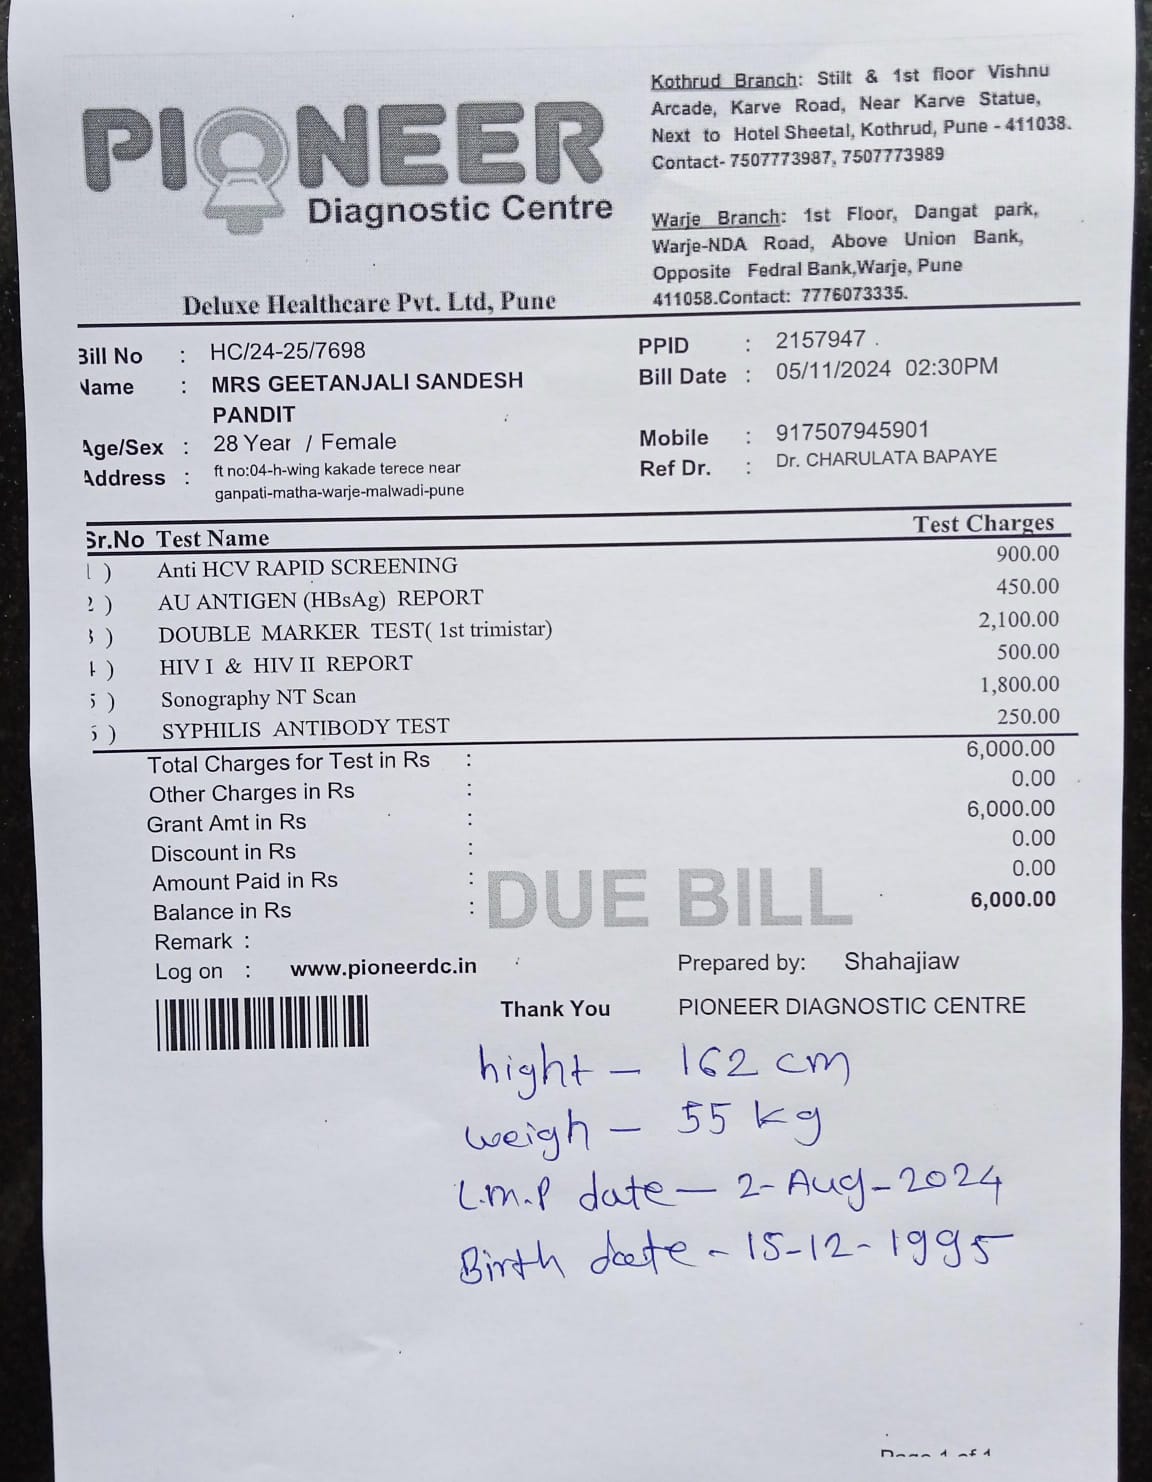 PIONEER
Diagnostic Centre
Deluxe Healthcare Pvt. Ltd, Pune
Kothrud Branch: Stilt & 1st floor Vishnu
Arcade, Karve Road, Near Karve Statue,
Next to Hotel Sheetal, Kothrud, Pune - 411038.
Contact- 7507773987, 7507773989
Warje Branch: 1st Floor, Dangat park,
Warje-NDA Road, Above Union Bank,
Opposite Fedral Bank,Warje, Pune
411058.Contact: 7776073335.
Bill No : HC/24-25/7698 PPID : 2157947
Name : MRS GEETANJALI SANDESH Bill Date : 05/11/2024 02:30PM
PANDIT
Age/Sex : 28 Year / Female Mobile : 917507945901
Address : ft no:04-h-wing kakade terece near Ref Dr. : Dr. CHARULATA BAPAYE
ganpati-matha-warje-malwadi-pune
Sr.No Test Name Test Charges
1 ) Anti HCV RAPID SCREENING 900.00
2 ) AU ANTIGEN (HBsAg) REPORT 450.00
3 ) DOUBLE MARKER TEST( 1st trimistar) 2,100.00
4 ) HIV I & HIV II REPORT 500.00
5 ) Sonography NT Scan 1,800.00
6 ) SYPHILIS ANTIBODY TEST 250.00
Total Charges for Test in Rs : 6,000.00
Other Charges in Rs : 0.00
Grant Amt in Rs : 6,000.00
Discount in Rs : 0.00
Amount Paid in Rs : 0.00
Balance in Rs : 6,000.00
DUE BILL
Remark :
Log on : www.pioneerdc.in Prepared by: Shahajiaw
Thank You PIONEER DIAGNOSTIC CENTRE
hight - 162 cm
weigh - 55 kg
L.m.p date - 2-Aug-2024
Birth date - 15-12-1995
Page 1 of 1